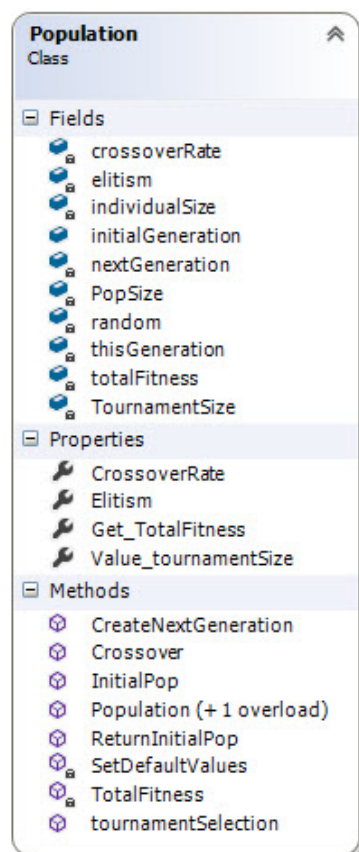 Population
Class
Fields
crossoverRate
elitism
individualSize
initialGeneration
nextGeneration
PopSize
random
thisGeneration
totalFitness
TournamentSize
Properties
CrossoverRate
Elitism
Get_TotalFitness
Value_tournamentSize
Methods
CreateNextGeneration
Crossover
InitialPop
Population (+ 1 overload)
ReturnInitialPop
SetDefaultValues
TotalFitness
tournamentSelection